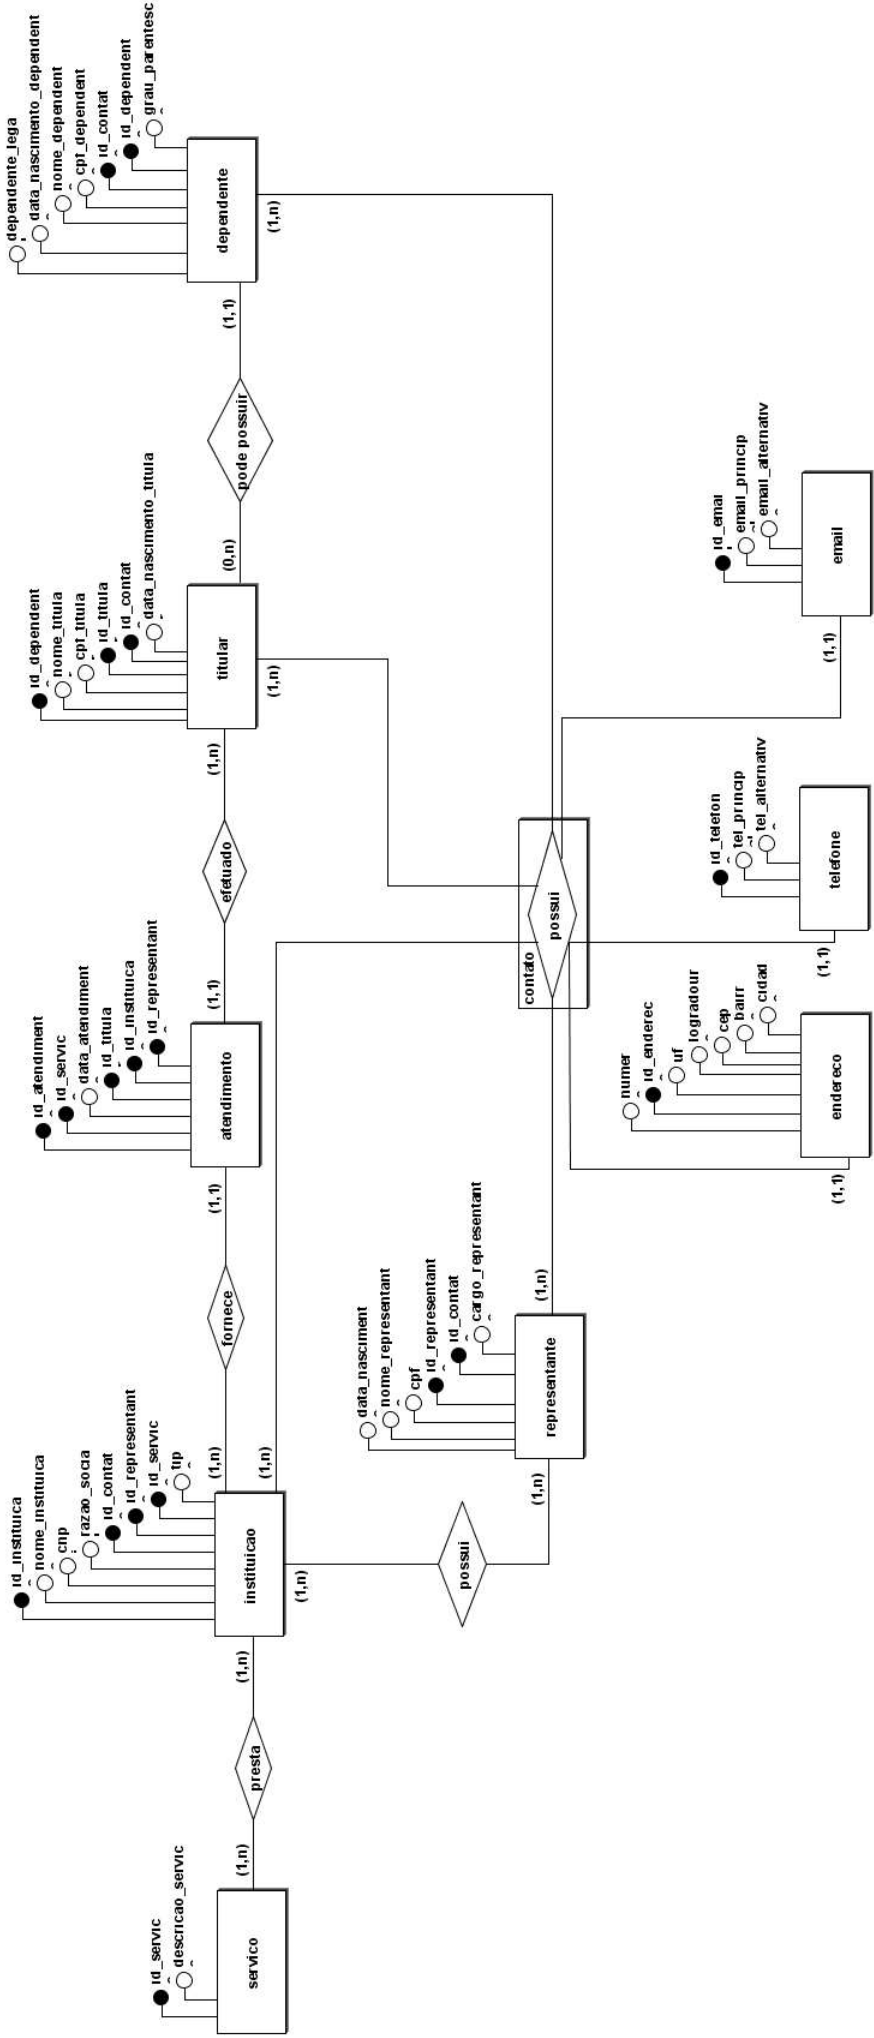 id_servic
descricao_servic
servico
(1,n)
presta
(1,n)
id_instituica
nome_instituica
cnp
razao_socia
id_contat
id_representant
id_servic
tip
instituicao
(1,n)
(1,n)
(1,n)
fornece
(1,1)
id_atendiment
id_servic
data_atendiment
id_titula
id_instituica
id_representant
atendimento
(1,1)
efetuado
(1,n)
id_dependent
nome_titula
cpf_titula
id_titula
id_contat
data_nascimento_titula
titular
(1,n)
(0,n)
pode possuir
(1,1)
dependente_lega
data_nascimento_dependent
nome_dependent
cpf_dependent
id_contat
id_dependent
grau_parentesc
dependente
(1,n)
possui
(1,n)
data_nasciment
nome_representant
cpf
id_representant
id_contat
cargo_representant
representante
(1,n)
contato
possui
numer
id_enderec
uf
logradour
cep
bairr
cidad
endereco
(1,1)
id_telefon
tel_princip
tel_alternativ
telefone
(1,1)
id_emai
email_princip
email_alternativ
email
(1,1)